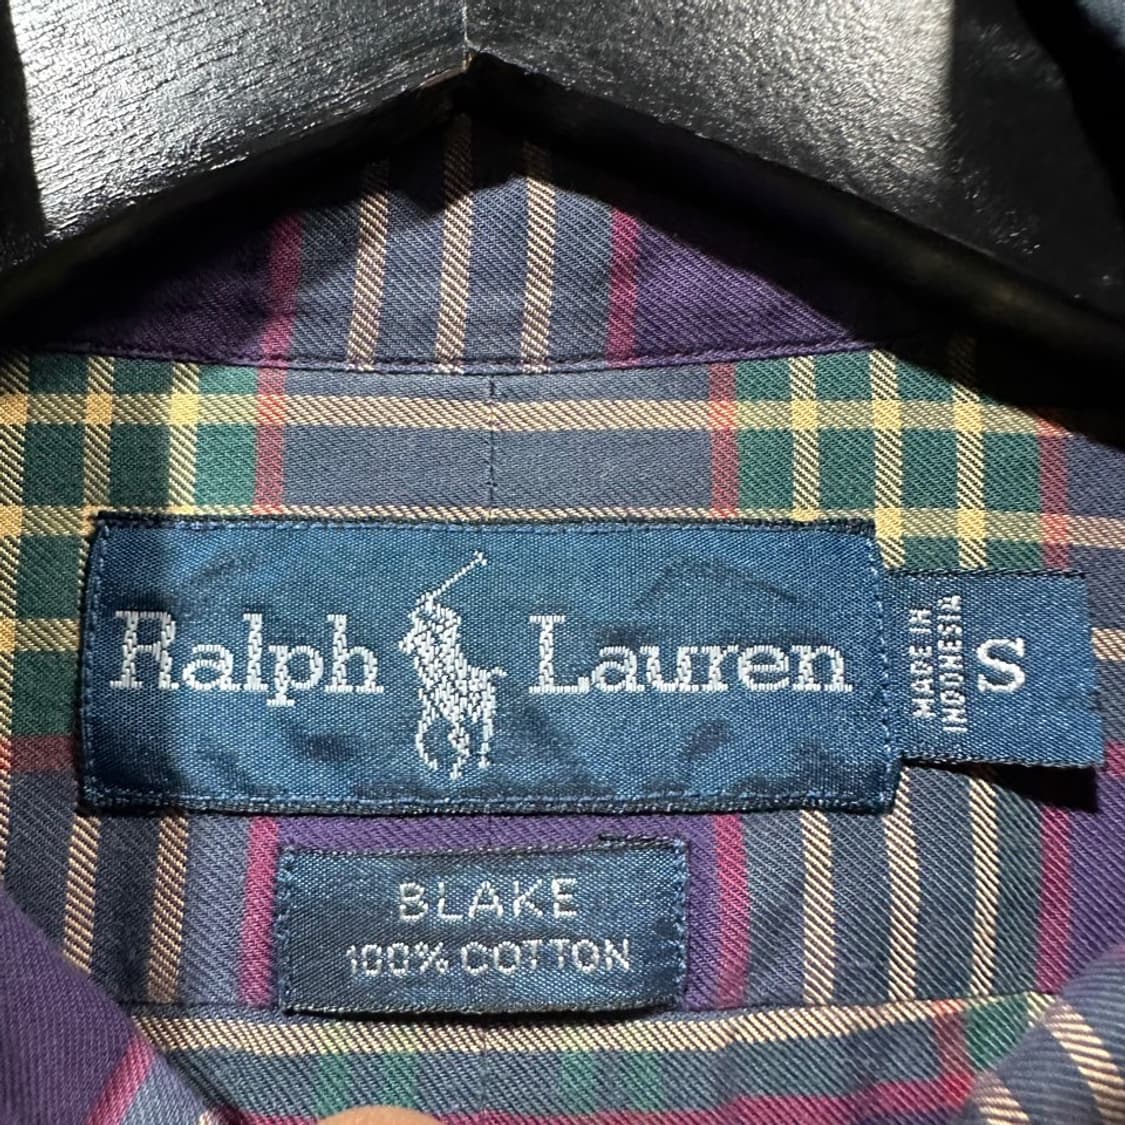 Ralph Lauren
MADE IN
INDONESIA
S
BLAKE
100% COTTON